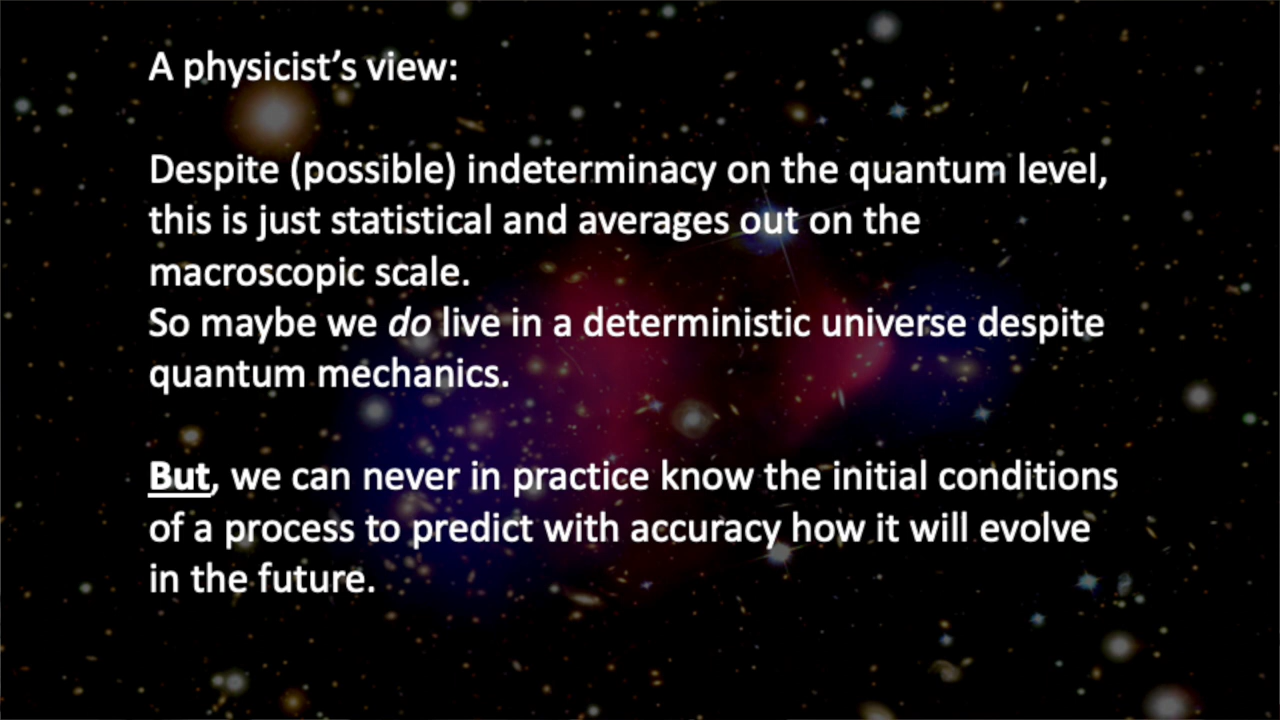 A physicist’s view:
Despite (possible) indeterminacy on the quantum level,
this is just statistical and averages out on the
macroscopic scale.
So maybe we do live in a deterministic universe despite
quantum mechanics.
But, we can never in practice know the initial conditions
of a process to predict with accuracy how it will evolve
in the future.